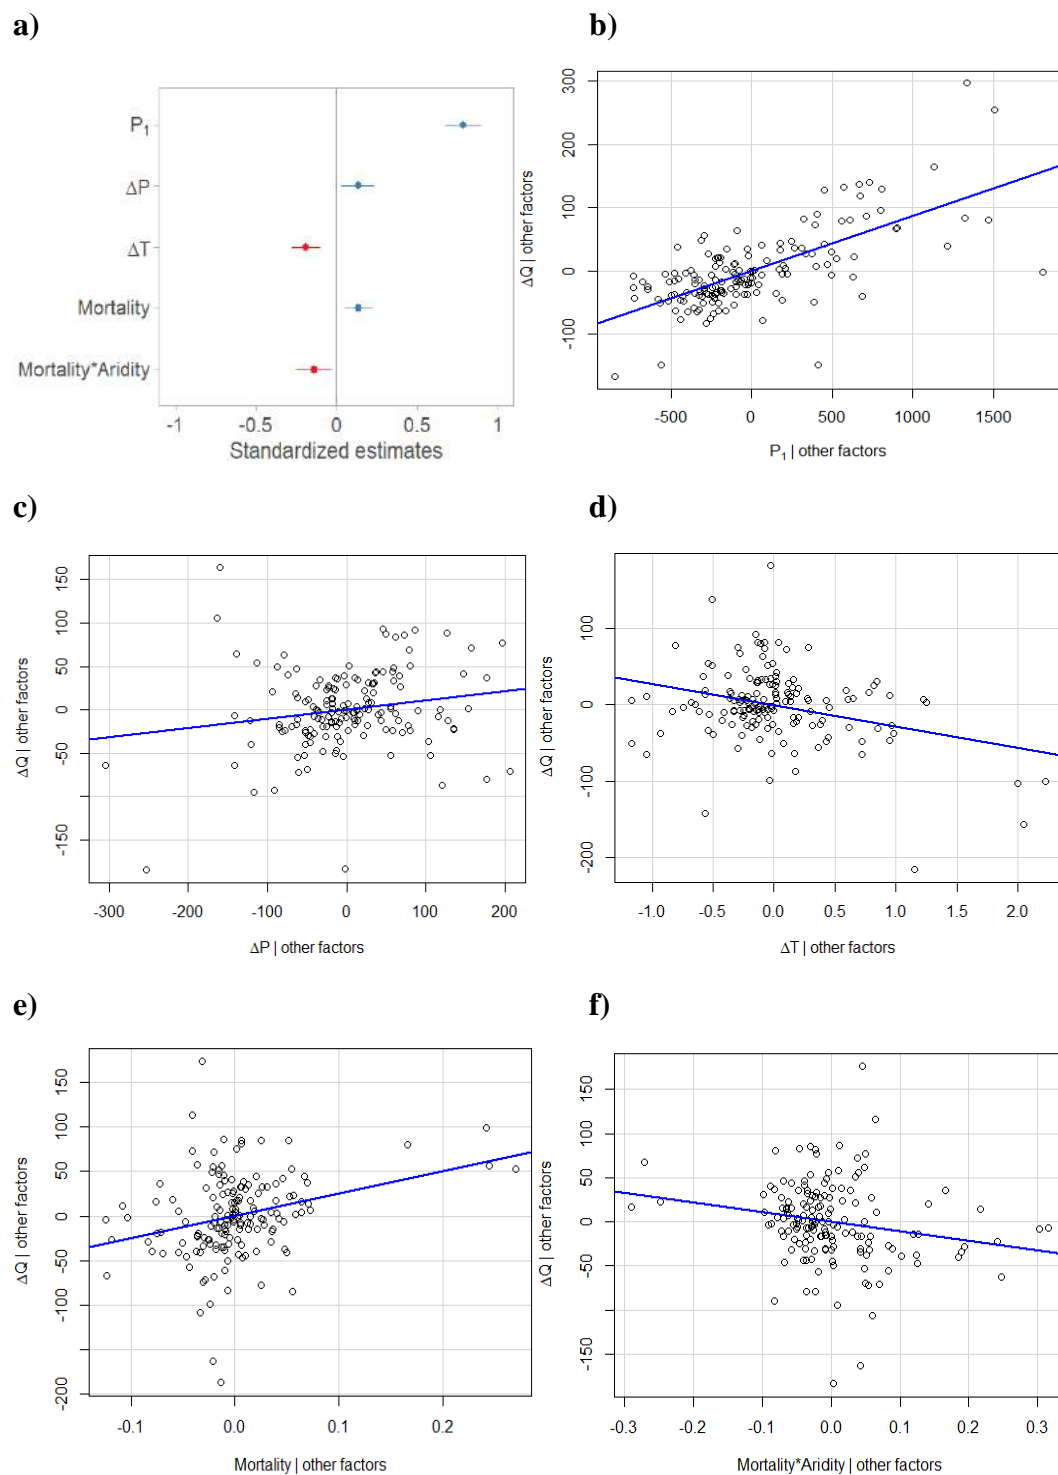 a)
P₁
ΔP
ΔT
Mortality
Mortality*Aridity
-1 -0.5 0 0.5 1
Standardized estimates
b)
ΔQ | other factors
300
200
100
0
-100
-500 0 500 1000 1500
P₁ | other factors
c)
ΔQ | other factors
150
100
50
0
-50
-150
-300 -200 -100 0 100 200
ΔP | other factors
d)
ΔQ | other factors
100
0
-100
-200
-1.0 -0.5 0.0 0.5 1.0 1.5 2.0
ΔT | other factors
e)
ΔQ | other factors
150
100
50
0
-50
-100
-200
-0.1 0.0 0.1 0.2
Mortality | other factors
f)
ΔQ | other factors
150
100
50
0
-50
-150
-0.3 -0.2 -0.1 0.0 0.1 0.2 0.3
Mortality*Aridity | other factors